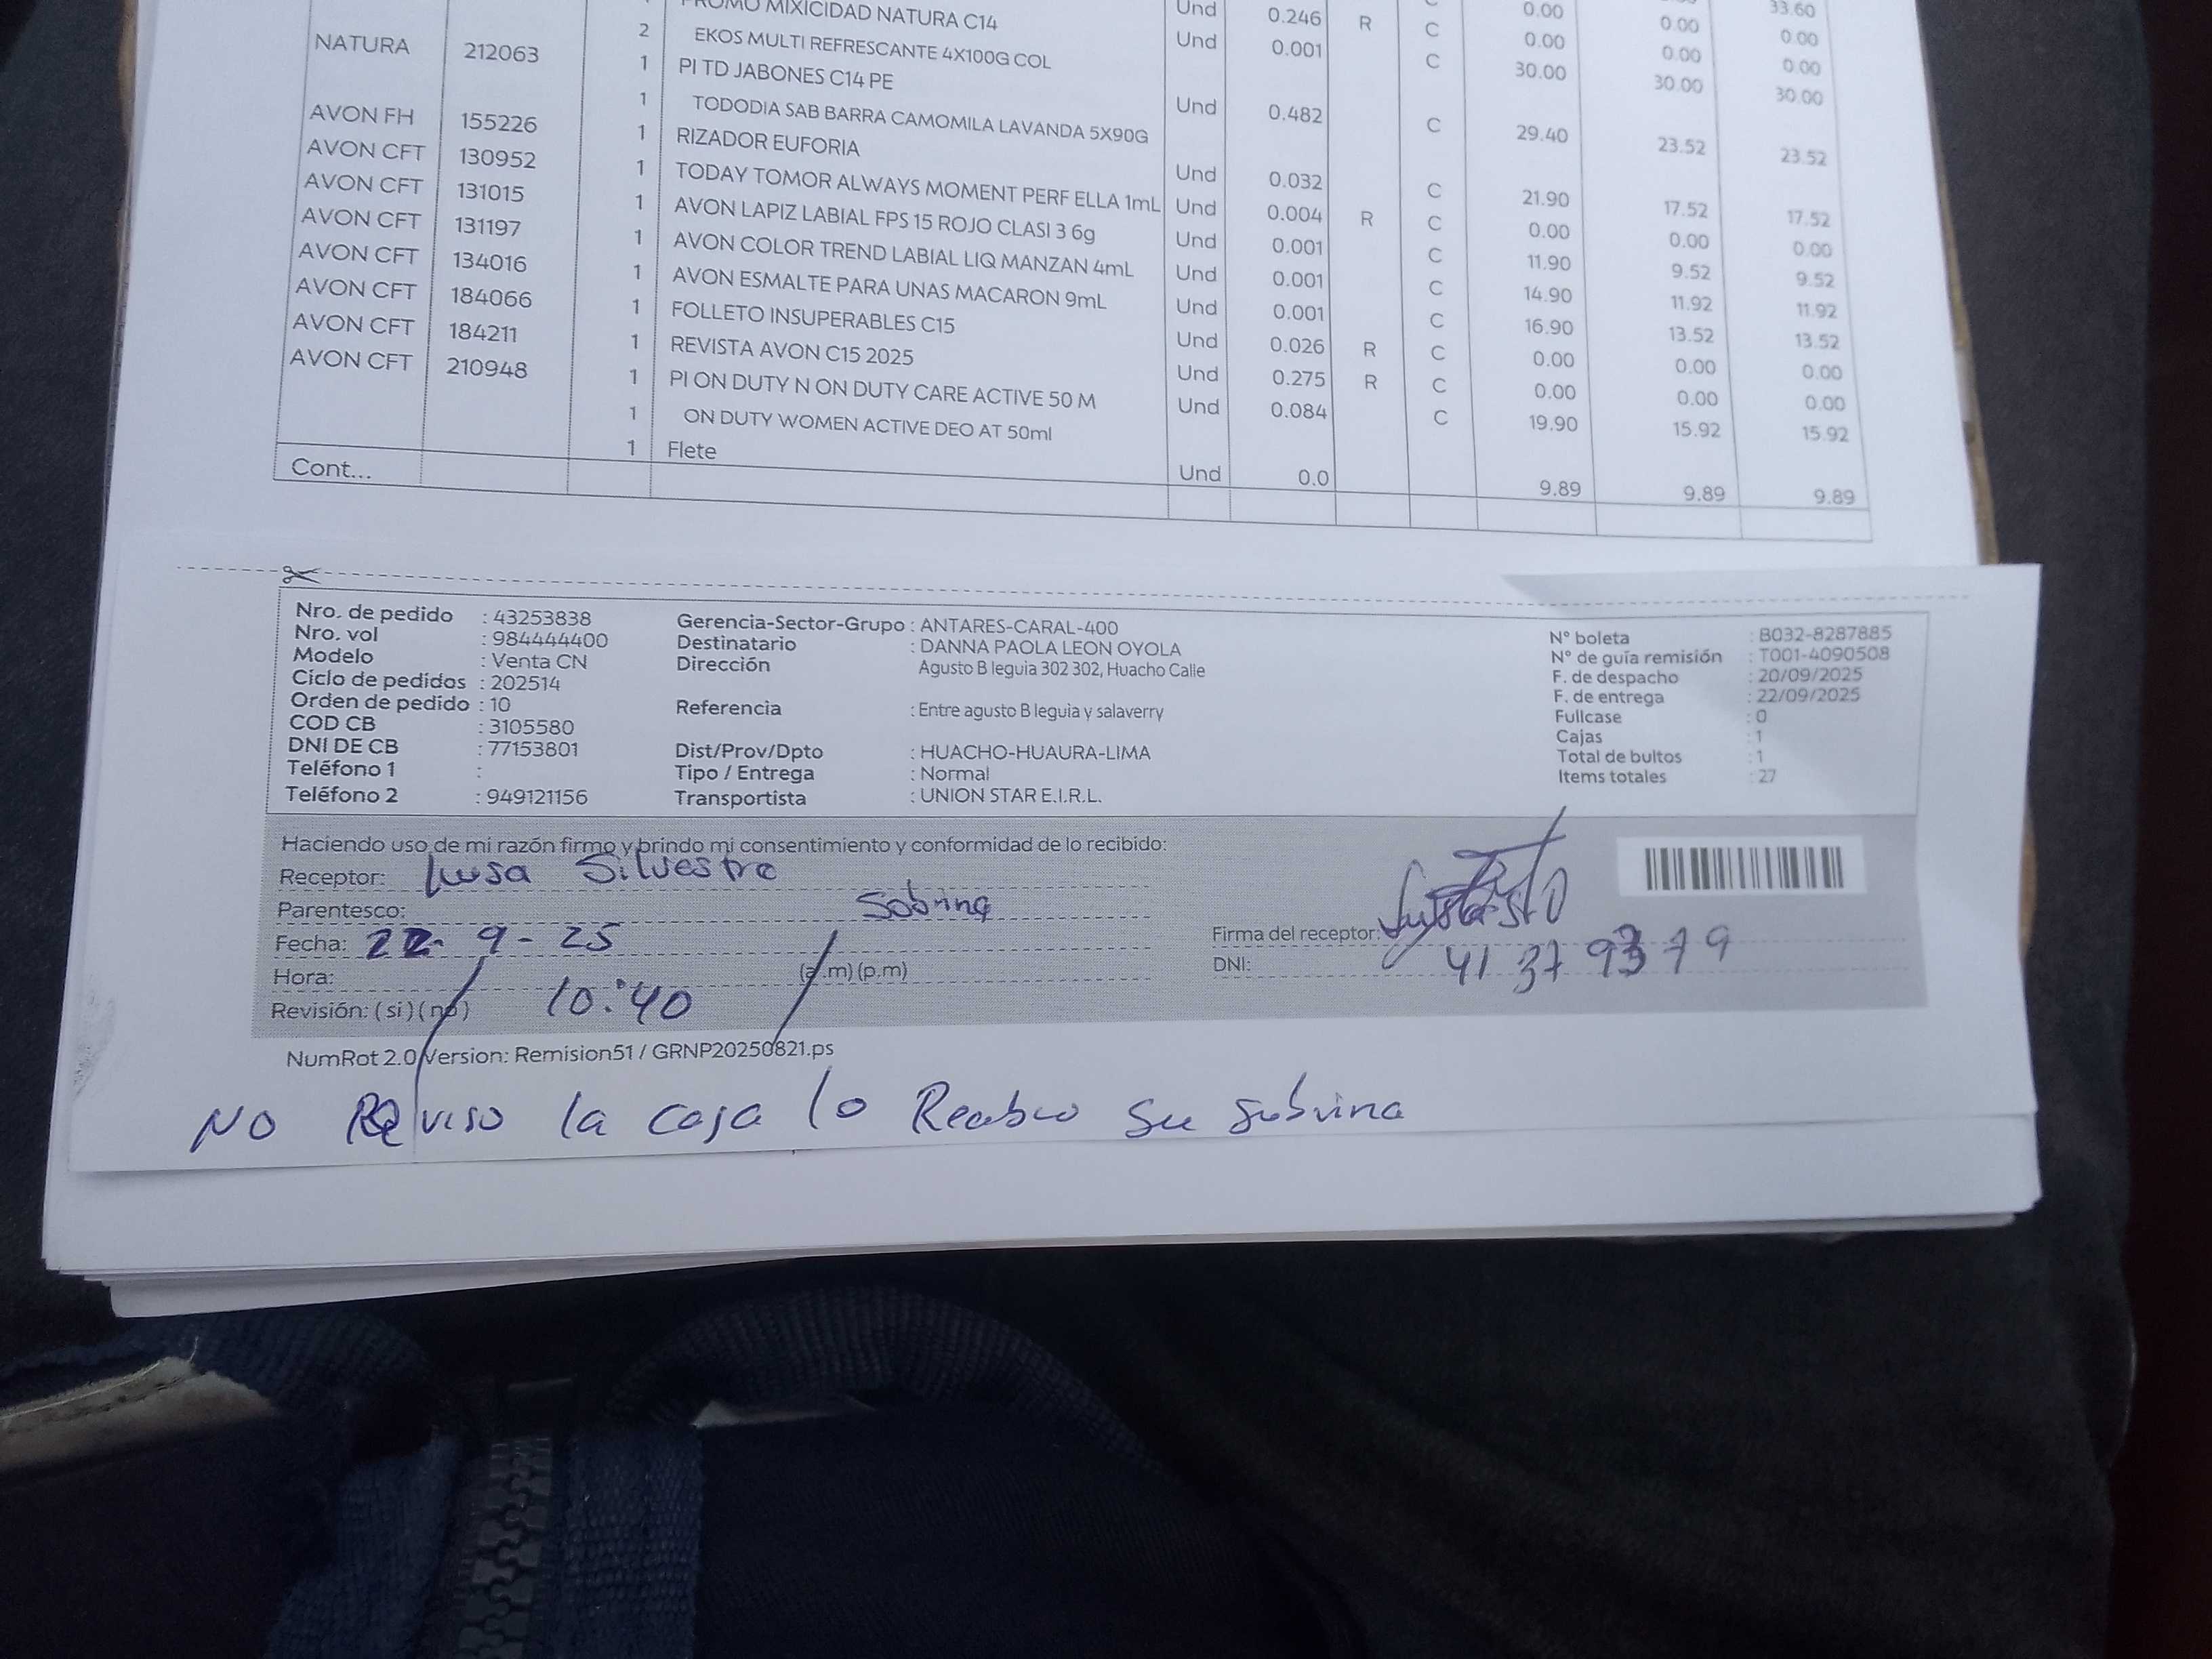 PROMO MIXICIDAD NATURA C14 Und 0.246 R C 0.00 0.00 33.60
2 EKOS MULTI REFRESCANTE 4X100G COL Und 0.001 C 0.00 0.00 0.00
NATURA 212063 1 PI TD JABONES C14 PE C 30.00 30.00 0.00
1 TODODIA SAB BARRA CAMOMILA LAVANDA 5X90G Und 0.482 30.00
AVON FH 155226 1 RIZADOR EUFORIA C 29.40 23.52 23.52
AVON CFT 130952 1 TODAY TOMOR ALWAYS MOMENT PERF ELLA 1mL Und 0.032 C 21.90 17.52 17.52
AVON CFT 131015 1 AVON LAPIZ LABIAL FPS 15 ROJO CLASI 3 6g Und 0.004 R C 0.00 0.00 0.00
AVON CFT 131197 1 AVON COLOR TREND LABIAL LIQ MANZAN 4mL Und 0.001 C 11.90 9.52 9.52
AVON CFT 134016 1 AVON ESMALTE PARA UNAS MACARON 9mL Und 0.001 C 14.90 11.92 11.92
AVON CFT 184066 1 FOLLETO INSUPERABLES C15 Und 0.001 C 16.90 13.52 13.52
AVON CFT 184211 1 REVISTA AVON C15 2025 Und 0.026 R C 0.00 0.00 0.00
AVON CFT 210948 1 PI ON DUTY N ON DUTY CARE ACTIVE 50 M Und 0.275 R C 0.00 0.00 0.00
1 ON DUTY WOMEN ACTIVE DEO AT 50ml Und 0.084 C 19.90 15.92 15.92
1 Flete Und 0.0 9.89 9.89 9.89
Cont...
Nro. de pedido : 43253838
Nro. vol : 984444400
Modelo : Venta CN
Ciclo de pedidos : 202514
Orden de pedido : 10
COD CB : 3105580
DNI DE CB : 77153801
Teléfono 1 :
Teléfono 2 : 949121156
Gerencia-Sector-Grupo : ANTARES-CARAL-400
Destinatario : DANNA PAOLA LEON OYOLA
Dirección Agusto B leguia 302 302, Huacho Calle
Referencia : Entre agusto B leguia y salaverry
Dist/Prov/Dpto : HUACHO-HUAURA-LIMA
Tipo / Entrega : Normal
Transportista : UNION STAR E.I.R.L.
N° boleta : B032-8287885
N° de guía remisión : T001-4090508
F. de despacho : 20/09/2025
F. de entrega : 22/09/2025
Fullcase : 0
Cajas : 1
Total de bultos : 1
Items totales : 27
Haciendo uso de mi razón firmo y brindo mi consentimiento y conformidad de lo recibido:
Receptor: Luisa Silvestre
Parentesco: Sobrina
Fecha: 22-9-25
Hora: 10:40 (a.m) (p.m)
Revisión: (si) (no)
Firma del receptor:
DNI: 41379379
NumRot 2.0 Version: Remision51 / GRNP20250821.ps
NO Reviso la caja lo Recibio su sobrina